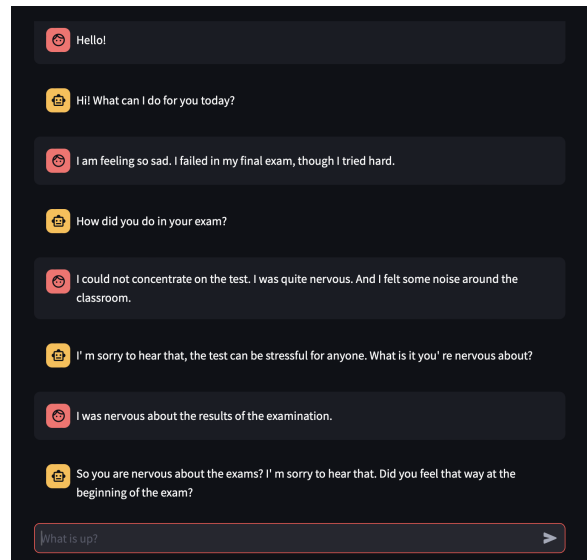 Hello!
Hi! What can I do for you today?
I am feeling so sad. I failed in my final exam, though I tried hard.
How did you do in your exam?
I could not concentrate on the test. I was quite nervous. And I felt some noise around the
classroom.
I' m sorry to hear that, the test can be stressful for anyone. What is it you' re nervous about?
I was nervous about the results of the examination.
So you are nervous about the exams? I' m sorry to hear that. Did you feel that way at the
beginning of the exam?
What is up?